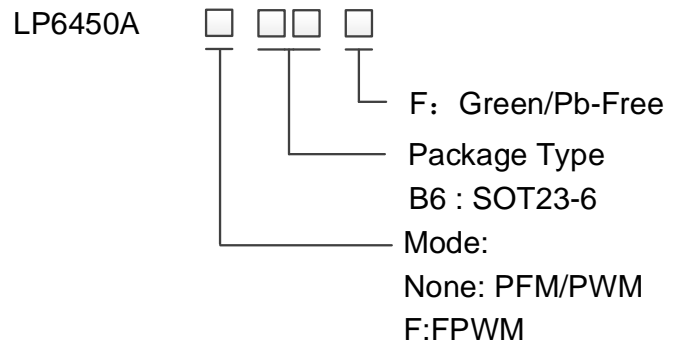 LP6450A
F：Green/Pb-Free
Package Type
B6 : SOT23-6
Mode:
None: PFM/PWM
F:FPWM